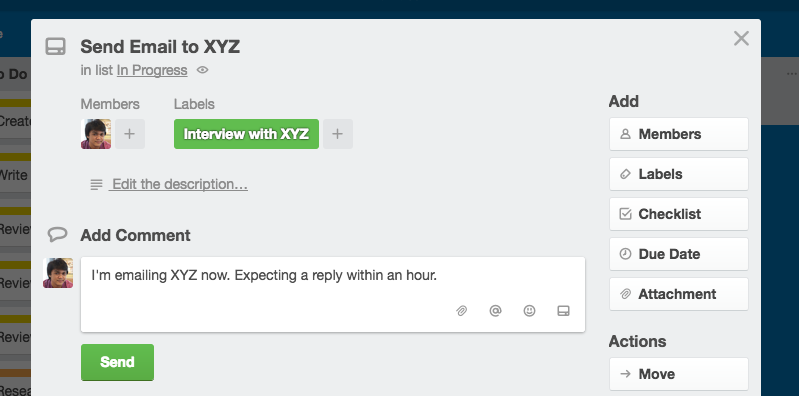 Send Email to XYZ
in list In Progress
Members
Labels
Interview with XYZ
Edit the description...
Add Comment
I'm emailing XYZ now. Expecting a reply within an hour.
Send
Add
Members
Labels
Checklist
Due Date
Attachment
Actions
Move
Do
Create
Write
Review
Review
Review